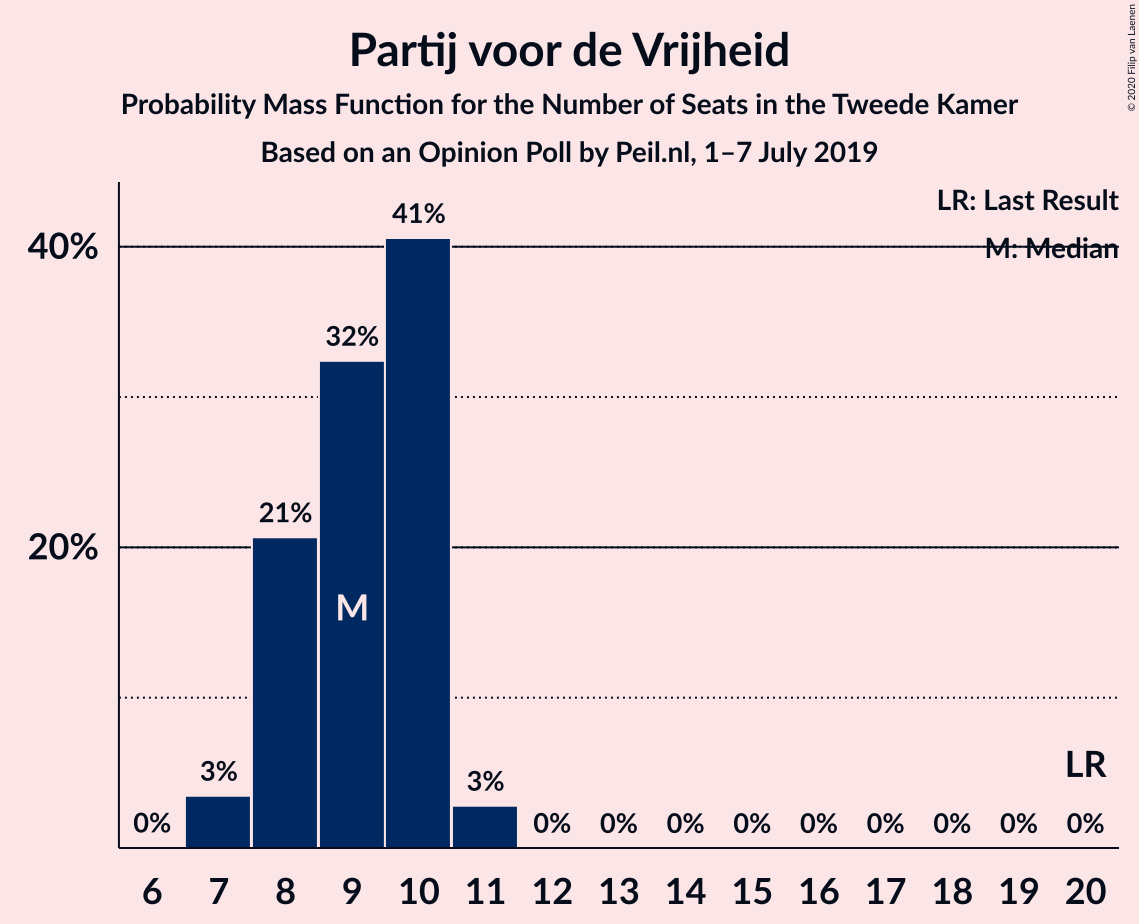 Partij voor de Vrijheid
Probability Mass Function for the Number of Seats in the Tweede Kamer
Based on an Opinion Poll by Peil.nl, 1–7 July 2019
© 2020 Filip van Laenen
LR: Last Result
M: Median
40%
20%
0%
3%
21%
32%
41%
3%
0%
0%
0%
0%
0%
0%
0%
0%
0%
M
LR
6 7 8 9 10 11 12 13 14 15 16 17 18 19 20